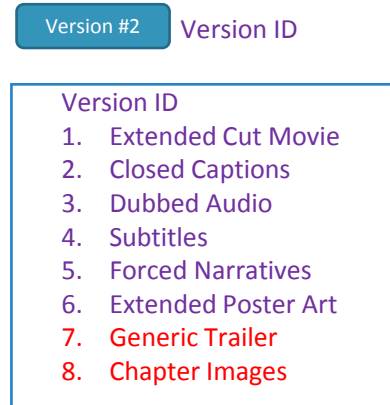 Version #2 Version ID
Version ID
1. Extended Cut Movie
2. Closed Captions
3. Dubbed Audio
4. Subtitles
5. Forced Narratives
6. Extended Poster Art
7. Generic Trailer
8. Chapter Images